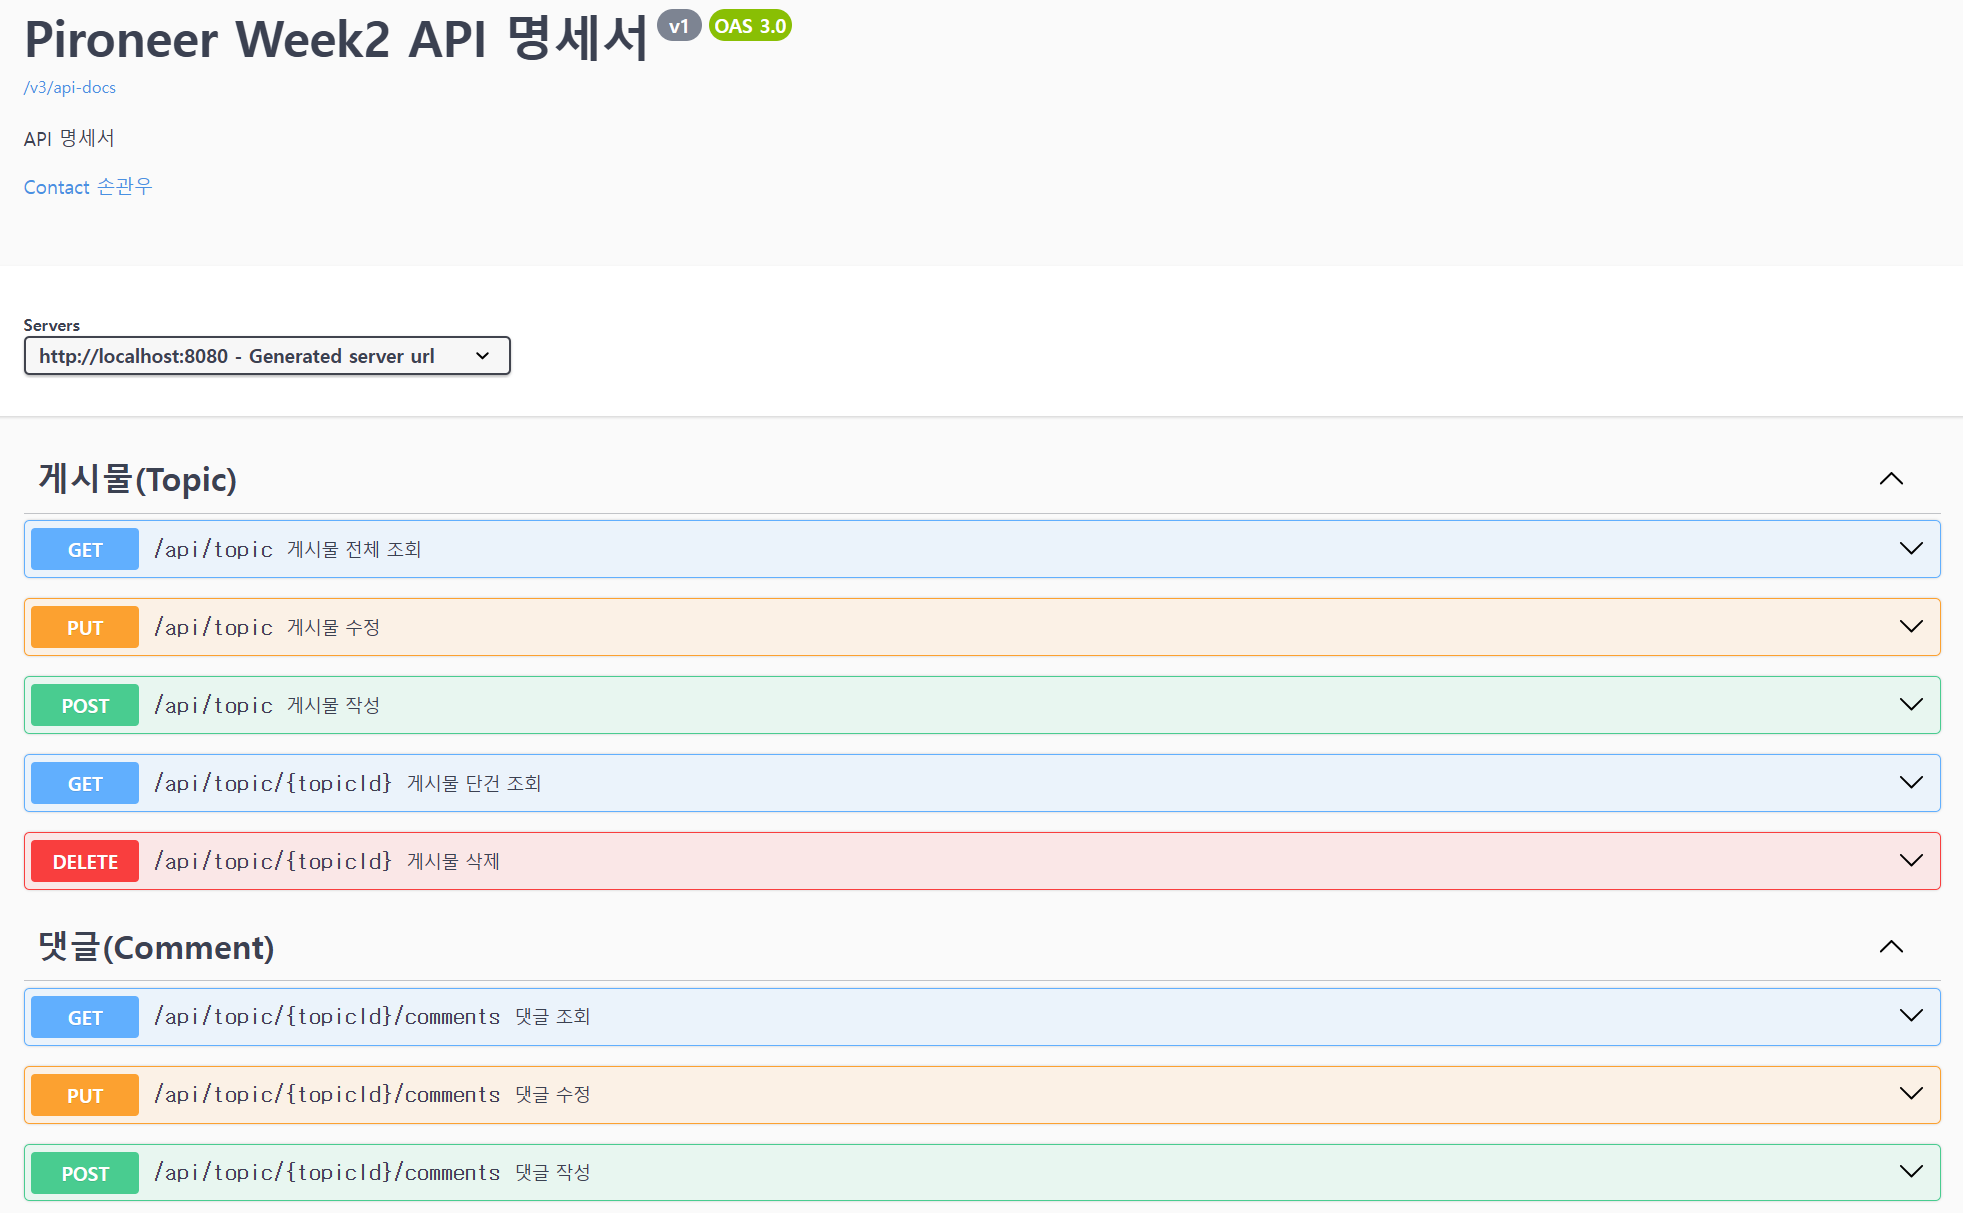 Pironeer Week2 API 명세서 v1 OAS 3.0
/v3/api-docs
API 명세서
Contact 손관우
Servers
http://localhost:8080 - Generated server url
게시물(Topic)
GET /api/topic 게시물 전체 조회
PUT /api/topic 게시물 수정
POST /api/topic 게시물 작성
GET /api/topic/{topicId} 게시물 단건 조회
DELETE /api/topic/{topicId} 게시물 삭제
댓글(Comment)
GET /api/topic/{topicId}/comments 댓글 조회
PUT /api/topic/{topicId}/comments 댓글 수정
POST /api/topic/{topicId}/comments 댓글 작성